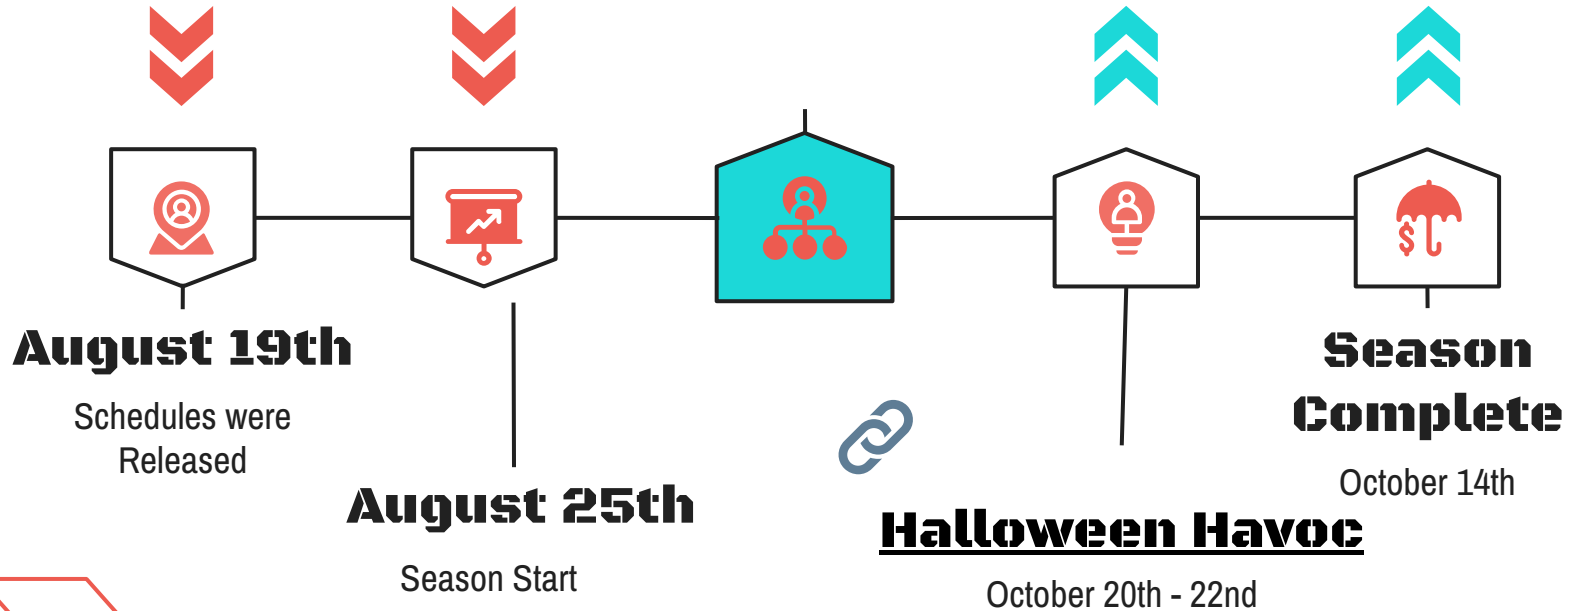 August 19th
Schedules were
Released
August 25th
Season Start
$
Halloween Havoc
October 20th - 22nd
Season
Complete
October 14th